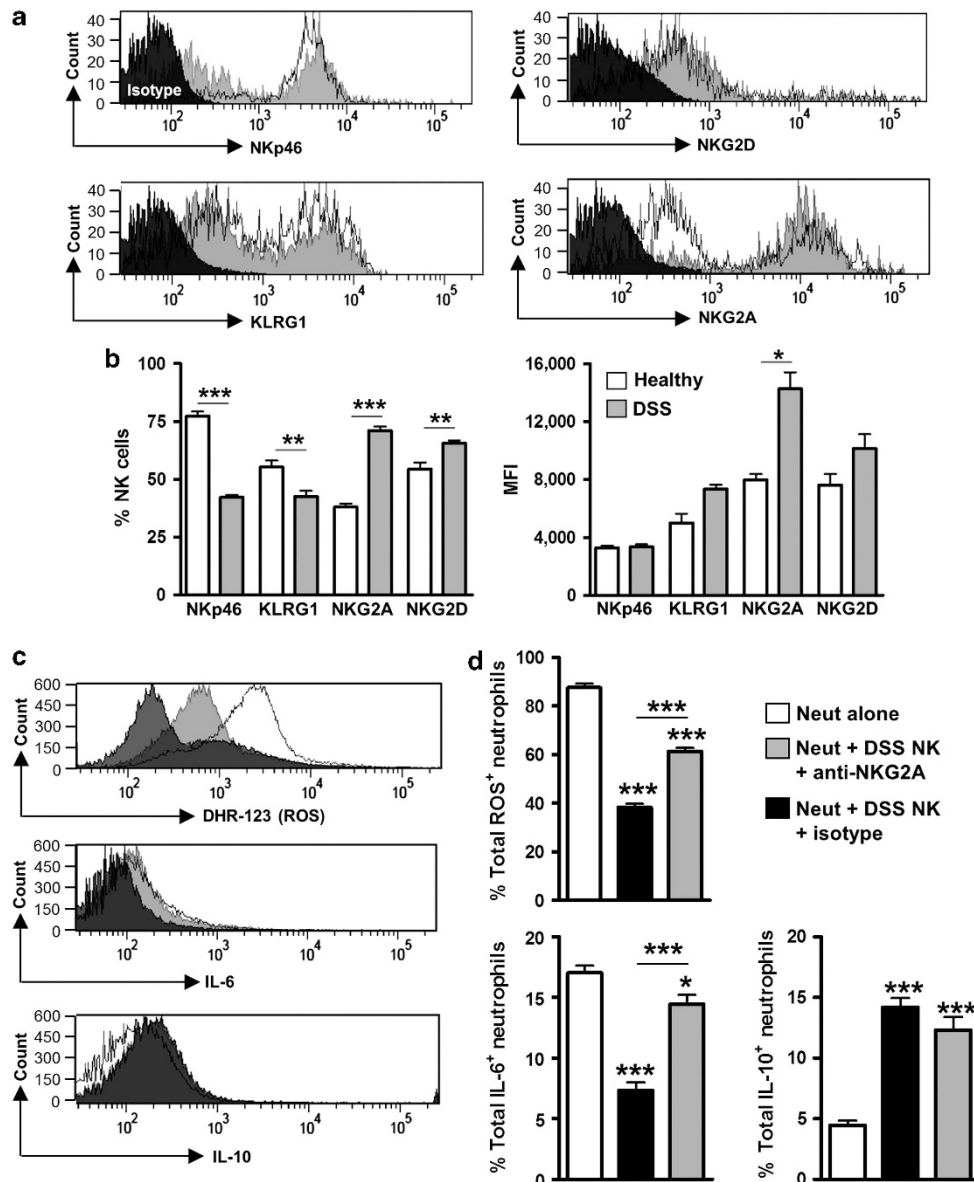 a
Count
40
30
20
10
0
Isotype
10² 10³ 10⁴ 10⁵
NKp46
Count
40
30
20
10
0
10² 10³ 10⁴ 10⁵
NKG2D
Count
40
30
20
10
0
10² 10³ 10⁴ 10⁵
KLRG1
Count
40
30
20
10
0
10² 10³ 10⁴ 10⁵
NKG2A
b
% NK cells
100
75
50
25
0
*** ** *** **
NKp46 KLRG1 NKG2A NKG2D
MFI
16,000
12,000
8,000
4,000
0
Healthy
DSS
*
NKp46 KLRG1 NKG2A NKG2D
c
Count
600
450
300
150
0
10² 10³ 10⁴ 10⁵
DHR-123 (ROS)
Count
600
450
300
150
0
10² 10³ 10⁴ 10⁵
IL-6
Count
600
450
300
150
0
10² 10³ 10⁴ 10⁵
IL-10
d
% Total ROS⁺ neutrophils
100
80
60
40
20
0
***
***
***
Neut alone
Neut + DSS NK
+ anti-NKG2A
Neut + DSS NK
+ isotype
% Total IL-6⁺ neutrophils
20
15
10
5
0
***
*
***
% Total IL-10⁺ neutrophils
20
15
10
5
0
***
***